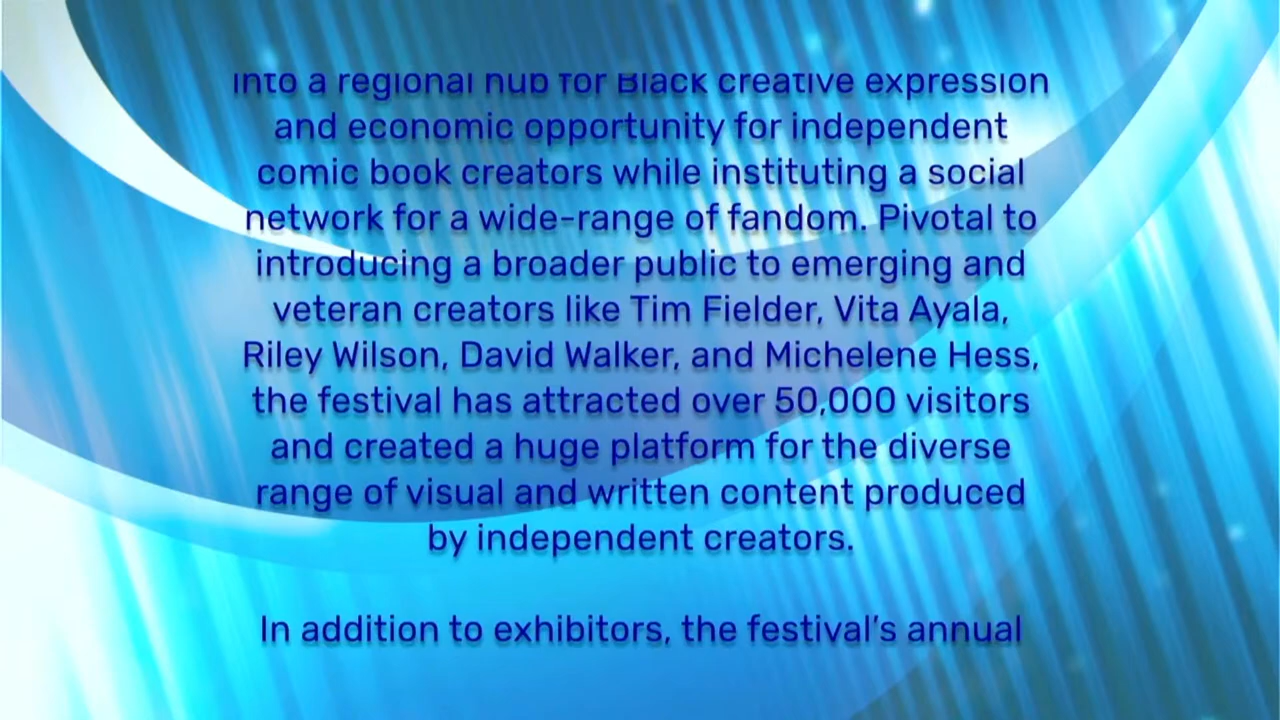 into a regional hub for Black creative expression
and economic opportunity for independent
comic book creators while instituting a social
network for a wide-range of fandom. Pivotal to
introducing a broader public to emerging and
veteran creators like Tim Fielder, Vita Ayala,
Riley Wilson, David Walker, and Michelene Hess,
the festival has attracted over 50,000 visitors
and created a huge platform for the diverse
range of visual and written content produced
by independent creators.
In addition to exhibitors, the festival's annual